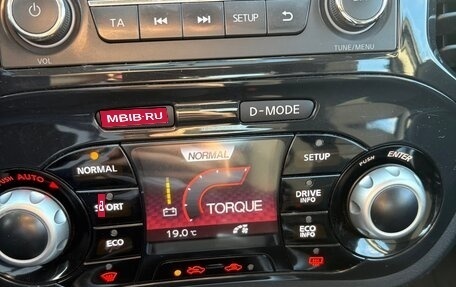 TA
SETUP
VOL
TUNE/MENU
MBIB-RU
D-MODE
NORMAL
SETUP
PUSH
ENTER
PUSH AUTO
NORMAL
SPORT
TORQUE
DRIVE
INFO
ECO
19.0℃
ECO
INFO